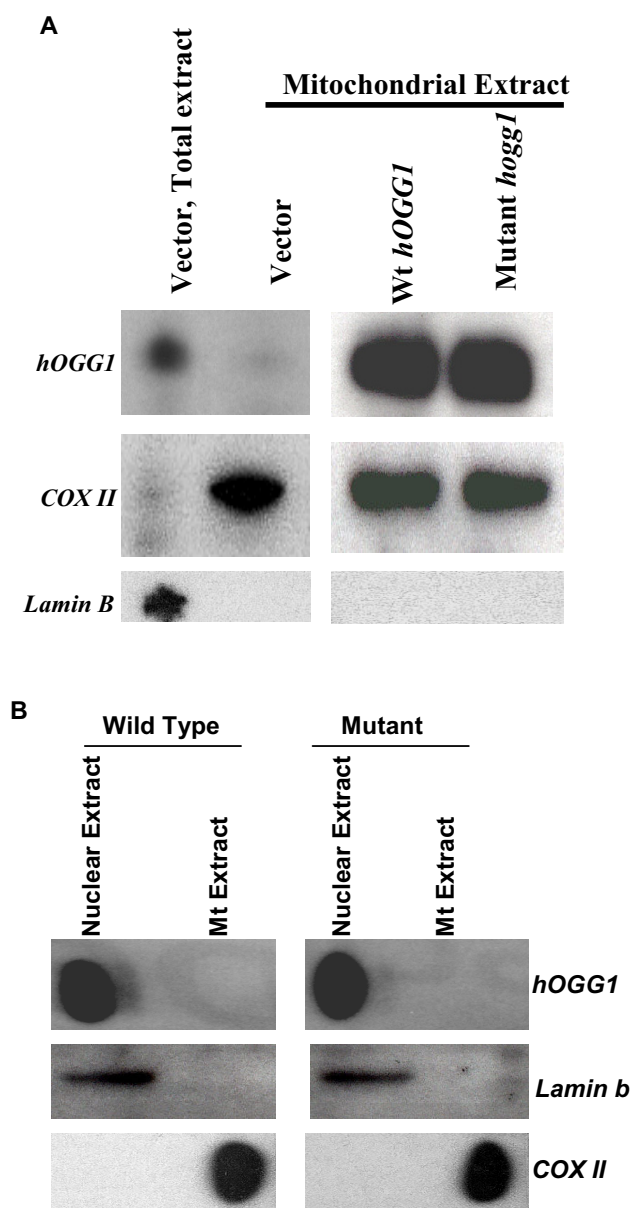 A
Mitochondrial Extract
Vector, Total extract
Vector
Wt hOGG1
Mutant hogg1
hOGG1
COX II
Lamin B
B
Wild Type
Mutant
Nuclear Extract
Mt Extract
Nuclear Extract
Mt Extract
hOGG1
Lamin b
COX II